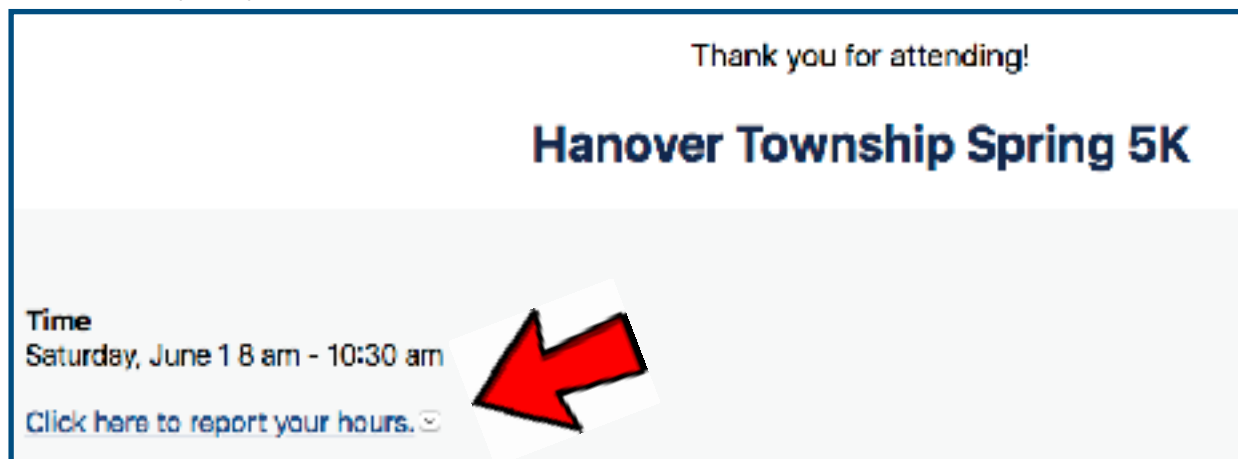 Thank you for attending!
Hanover Township Spring 5K
Time
Saturday, June 1 8 am - 10:30 am
Click here to report your hours.